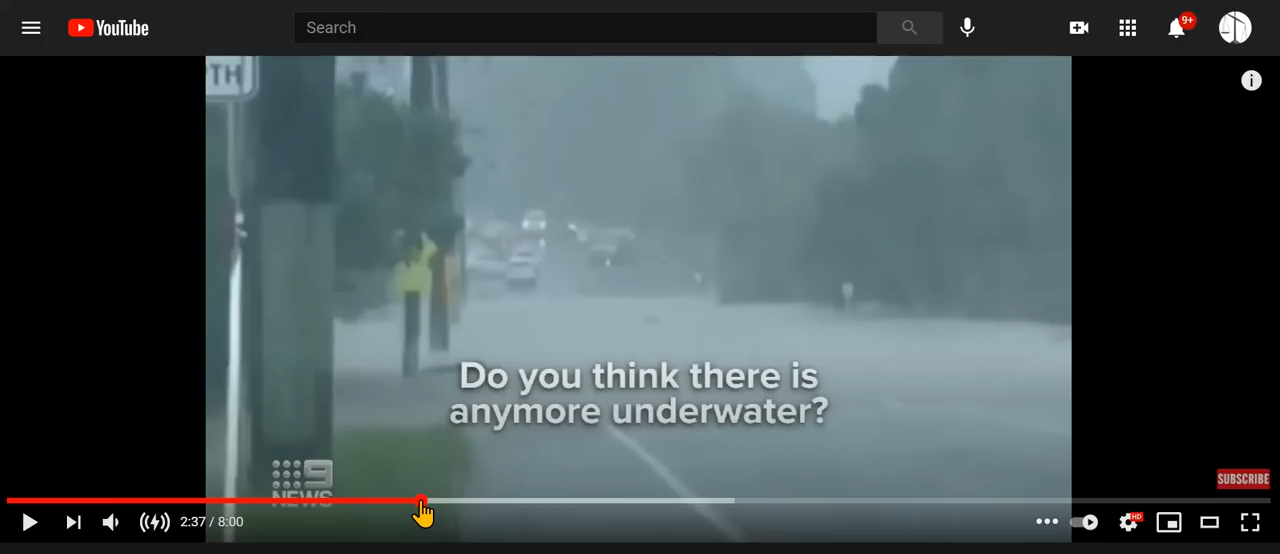 YouTube
Search
9+
TH
Do you think there is
anymore underwater?
9
NEWS
SUBSCRIBE
2:37 / 8:00
HD